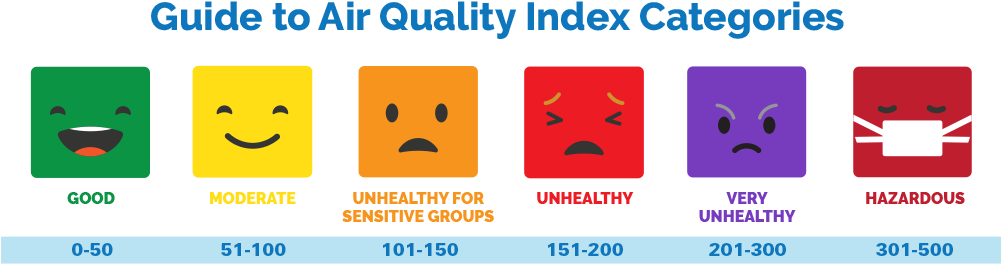 Guide to Air Quality Index Categories
GOOD
MODERATE
UNHEALTHY FOR
SENSITIVE GROUPS
UNHEALTHY
VERY
UNHEALTHY
HAZARDOUS
0-50
51-100
101-150
151-200
201-300
301-500